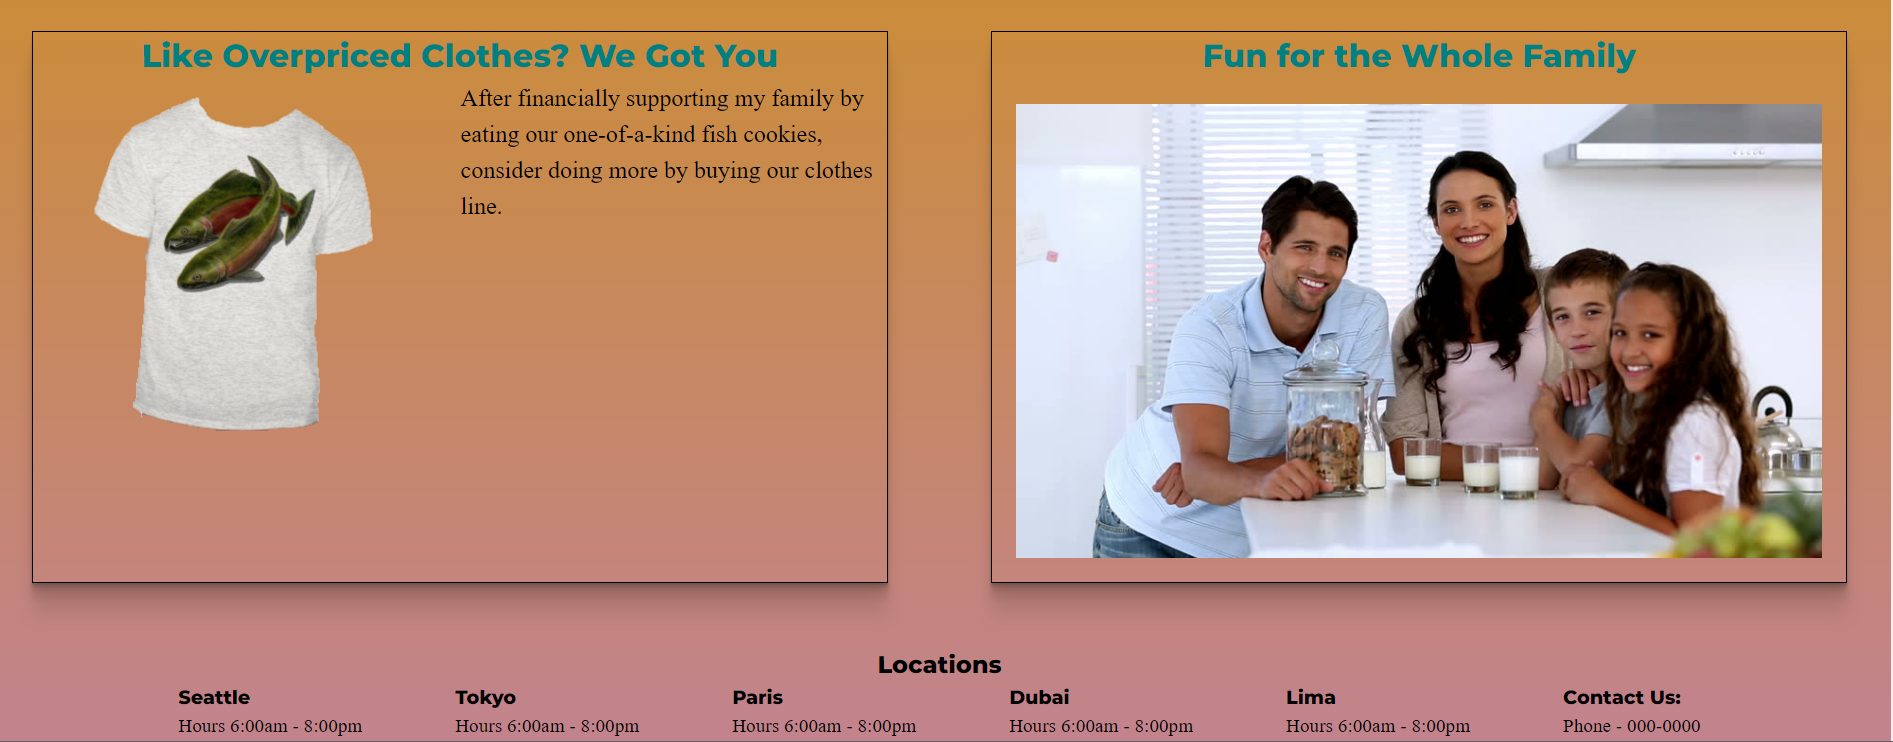 Like Overpriced Clothes? We Got You
After financially supporting my family by
eating our one-of-a-kind fish cookies,
consider doing more by buying our clothes
line.
Fun for the Whole Family
Locations
Seattle
Hours 6:00am - 8:00pm
Tokyo
Hours 6:00am - 8:00pm
Paris
Hours 6:00am - 8:00pm
Dubai
Hours 6:00am - 8:00pm
Lima
Hours 6:00am - 8:00pm
Contact Us:
Phone - 000-0000